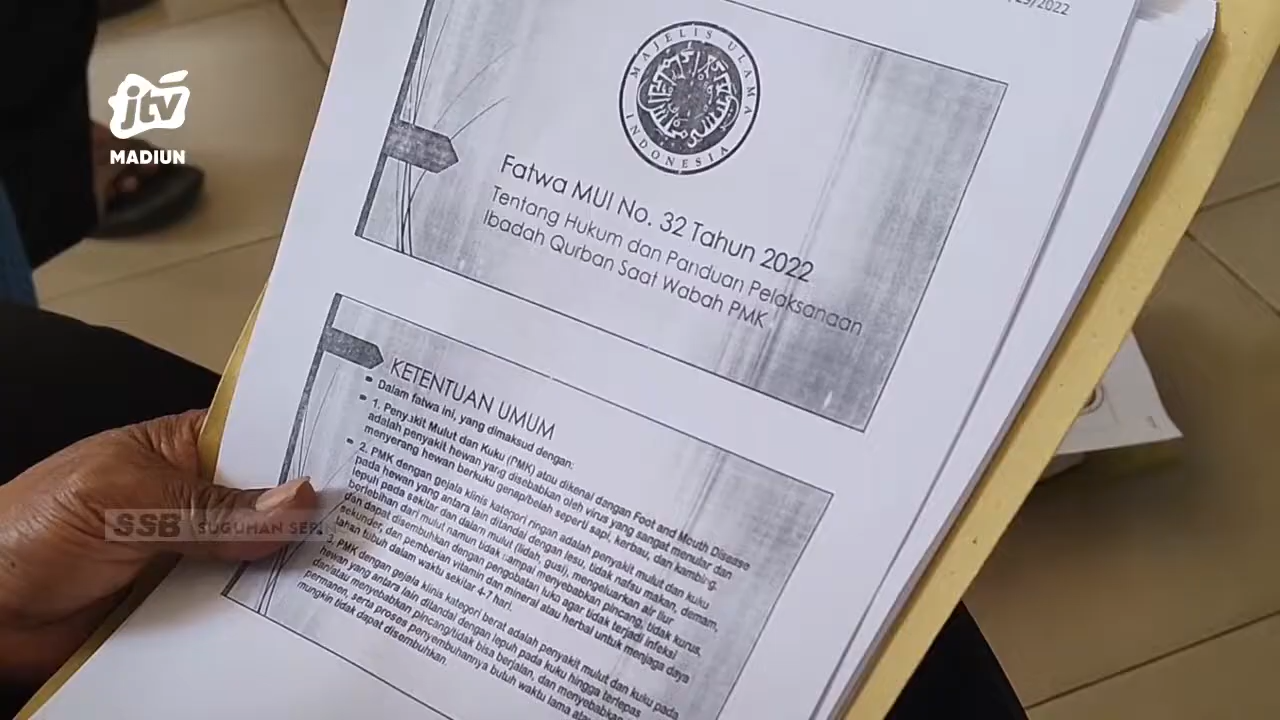 /2022
jtv
MADIUN
MAJELIS ULAMA
INDONESIA
Fatwa MUI No. 32 Tahun 2022
Tentang Hukum dan Panduan Pelaksanaan
Ibadah Qurban Saat Wabah PMK
KETENTUAN UMUM
Dalam fatwa ini, yang dimaksud dengan:
1. Penyakit Mulut dan Kuku (PMK) atau dikenal dengan Foot and Mouth Disease
adalah penyakit hewan yang disebabkan oleh virus yang sangat menular dan
menyerang hewan berkuku genap/belah seperti sapi, kerbau, dan kambing.
2. PMK dengan gejala klinis kategori ringan adalah penyakit mulut dan kuku
pada hewan yang antara lain ditandai dengan lesu, tidak nafsu makan, demam,
lepuh pada sekitar dan dalam mulut (lidah, gusi), mengeluarkan air liur
berlebihan dari mulut namun tidak sampai menyebabkan pincang, tidak kurus,
dan dapat disembuhkan dengan pengobatan luka agar tidak terjadi infeksi
sekunder, dan pemberian vitamin dan mineral atau herbal untuk menjaga daya
tahan tubuh dalam waktu sekitar 4-7 hari.
3. PMK dengan gejala klinis kategori berat adalah penyakit mulut dan kuku pada
hewan yang antara lain ditandai dengan lepuh pada kuku hingga terlepas
dan/atau menyebabkan pincang/tidak bisa berjalan, dan menyebabkan
permanen, serta proses penyembuhannya butuh waktu lama atau
mungkin tidak dapat disembuhkan.
SSB SUGUHAN SEPI